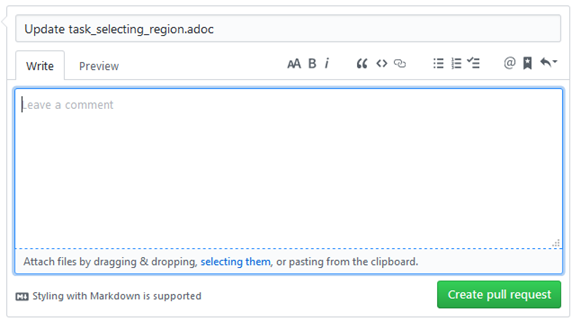 Update task_selecting_region.adoc
Write Preview AA B i
Leave a comment
Attach files by dragging & dropping, selecting them, or pasting from the clipboard.
Styling with Markdown is supported
Create pull request